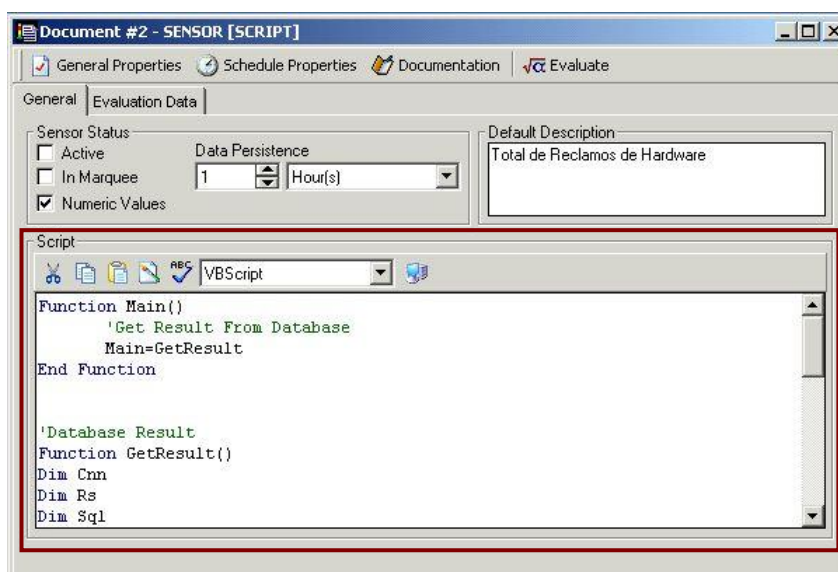 Document #2 - SENSOR [SCRIPT]
General Properties Schedule Properties Documentation √α Evaluate
General Evaluation Data
Sensor Status
Active
In Marquee
Numeric Values
Data Persistence
1 Hour(s)
Default Description
Total de Reclamos de Hardware
Script
ABC VBScript
Function Main()
'Get Result From Database
Main=GetResult
End Function
'Database Result
Function GetResult()
Dim Cnn
Dim Rs
Dim Sql